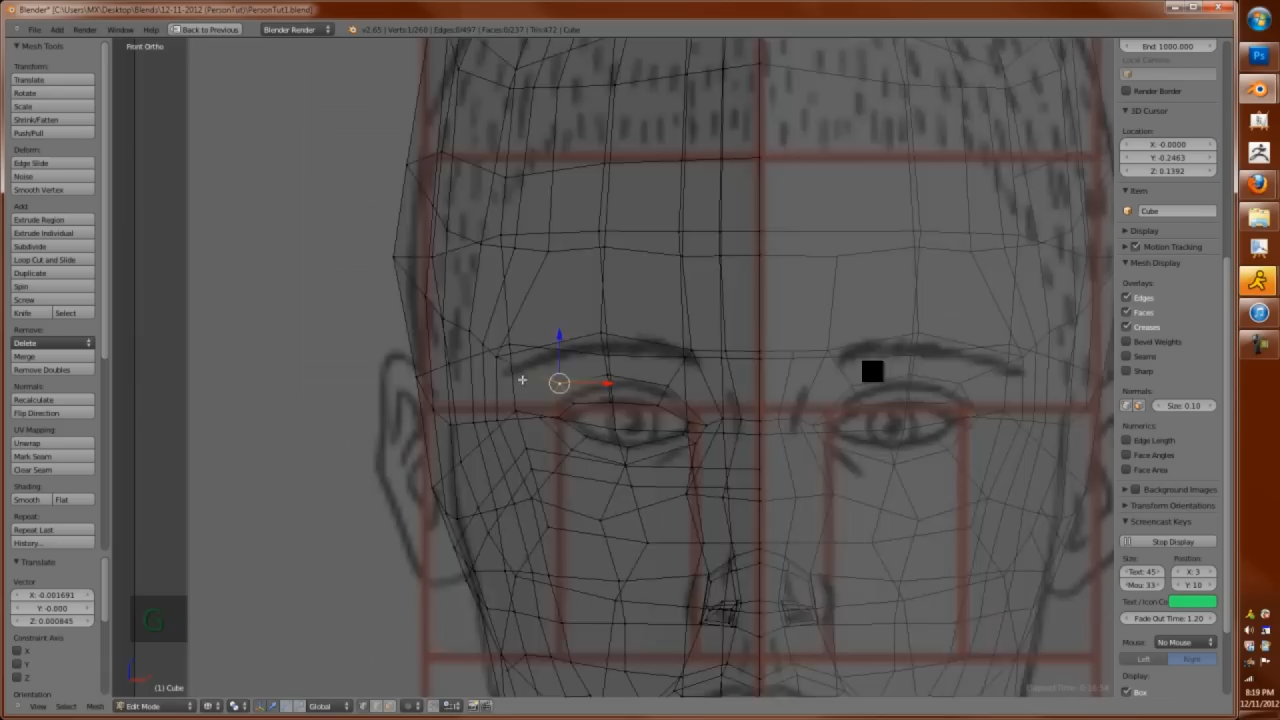 Blender* [C:\Users\MX\Desktop\Blends\12-11-2012 (PersonTut)\PersonTut1.blend]
File Add Render Window Help Back to Previous Blender Render v2.65 | Verts:1/260 | Edges:0/497 | Faces:0/237 | Tris:472 | Cube
Mesh Tools
Transform:
Translate
Rotate
Scale
Shrink/Fatten
Push/Pull
Deform:
Edge Slide
Noise
Smooth Vertex
Add:
Extrude Region
Extrude Individual
Subdivide
Loop Cut and Slide
Duplicate
Spin
Screw
Knife Select
Remove:
Delete
Merge
Remove Doubles
Normals:
Recalculate
Flip Direction
UV Mapping:
Unwrap
Mark Seam
Clear Seam
Shading:
Smooth Flat
Repeat:
Repeat Last
History...
Translate
Vector
X: -0.001691
Y: -0.000
Z: 0.000845
Constraint Axis
X
Y
Z
Orientation
Front Ortho
G
(1) Cube
View Select Mesh Edit Mode Global
End: 1000.000
Local Camera:
Render Border
3D Cursor
Location:
X: -0.0000
Y: -0.2463
Z: 0.1392
Item
Cube
Display
Motion Tracking
Mesh Display
Overlays:
Edges
Faces
Creases
Bevel Weights
Seams
Sharp
Normals:
Size: 0.10
Numerics:
Edge Length
Face Angles
Face Area
Background Images
Transform Orientations
Screencast Keys
Stop Display
Size: Position:
Text: 45 X: 3
Mou: 33 Y: 10
Text / Icon Co
Fade Out Time: 1.20
Mouse: No Mouse
Left Right
Display:
Box
Ps
8:19 PM
12/11/2012